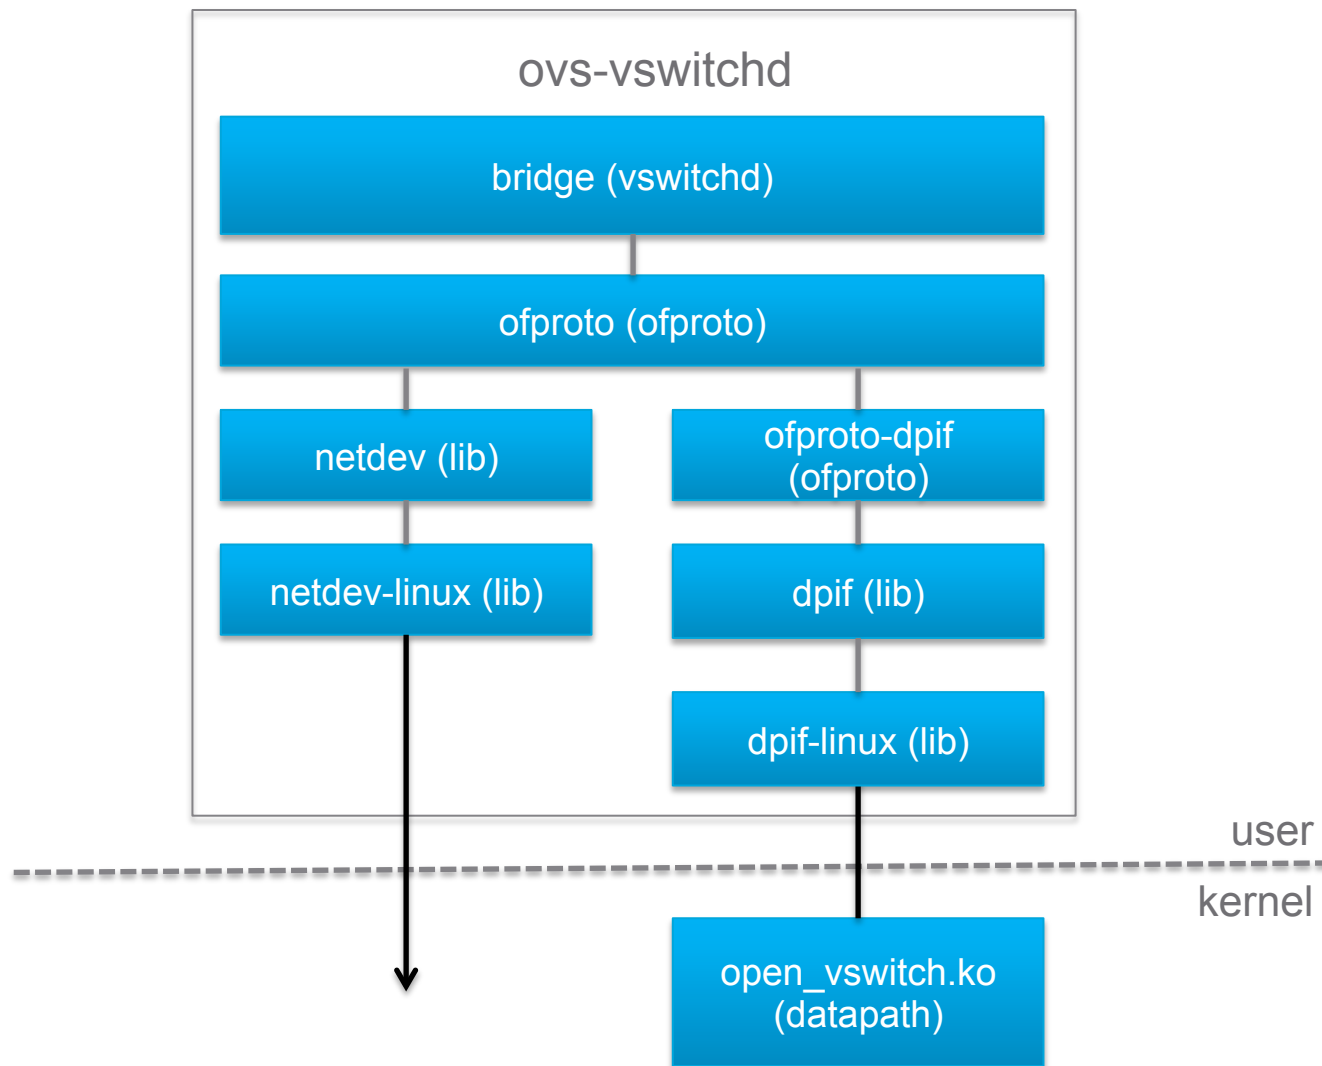 ovs-vswitchd
bridge (vswitchd)
ofproto (ofproto)
netdev (lib)
ofproto-dpif
(ofproto)
netdev-linux (lib)
dpif (lib)
dpif-linux (lib)
user
kernel
open_vswitch.ko
(datapath)